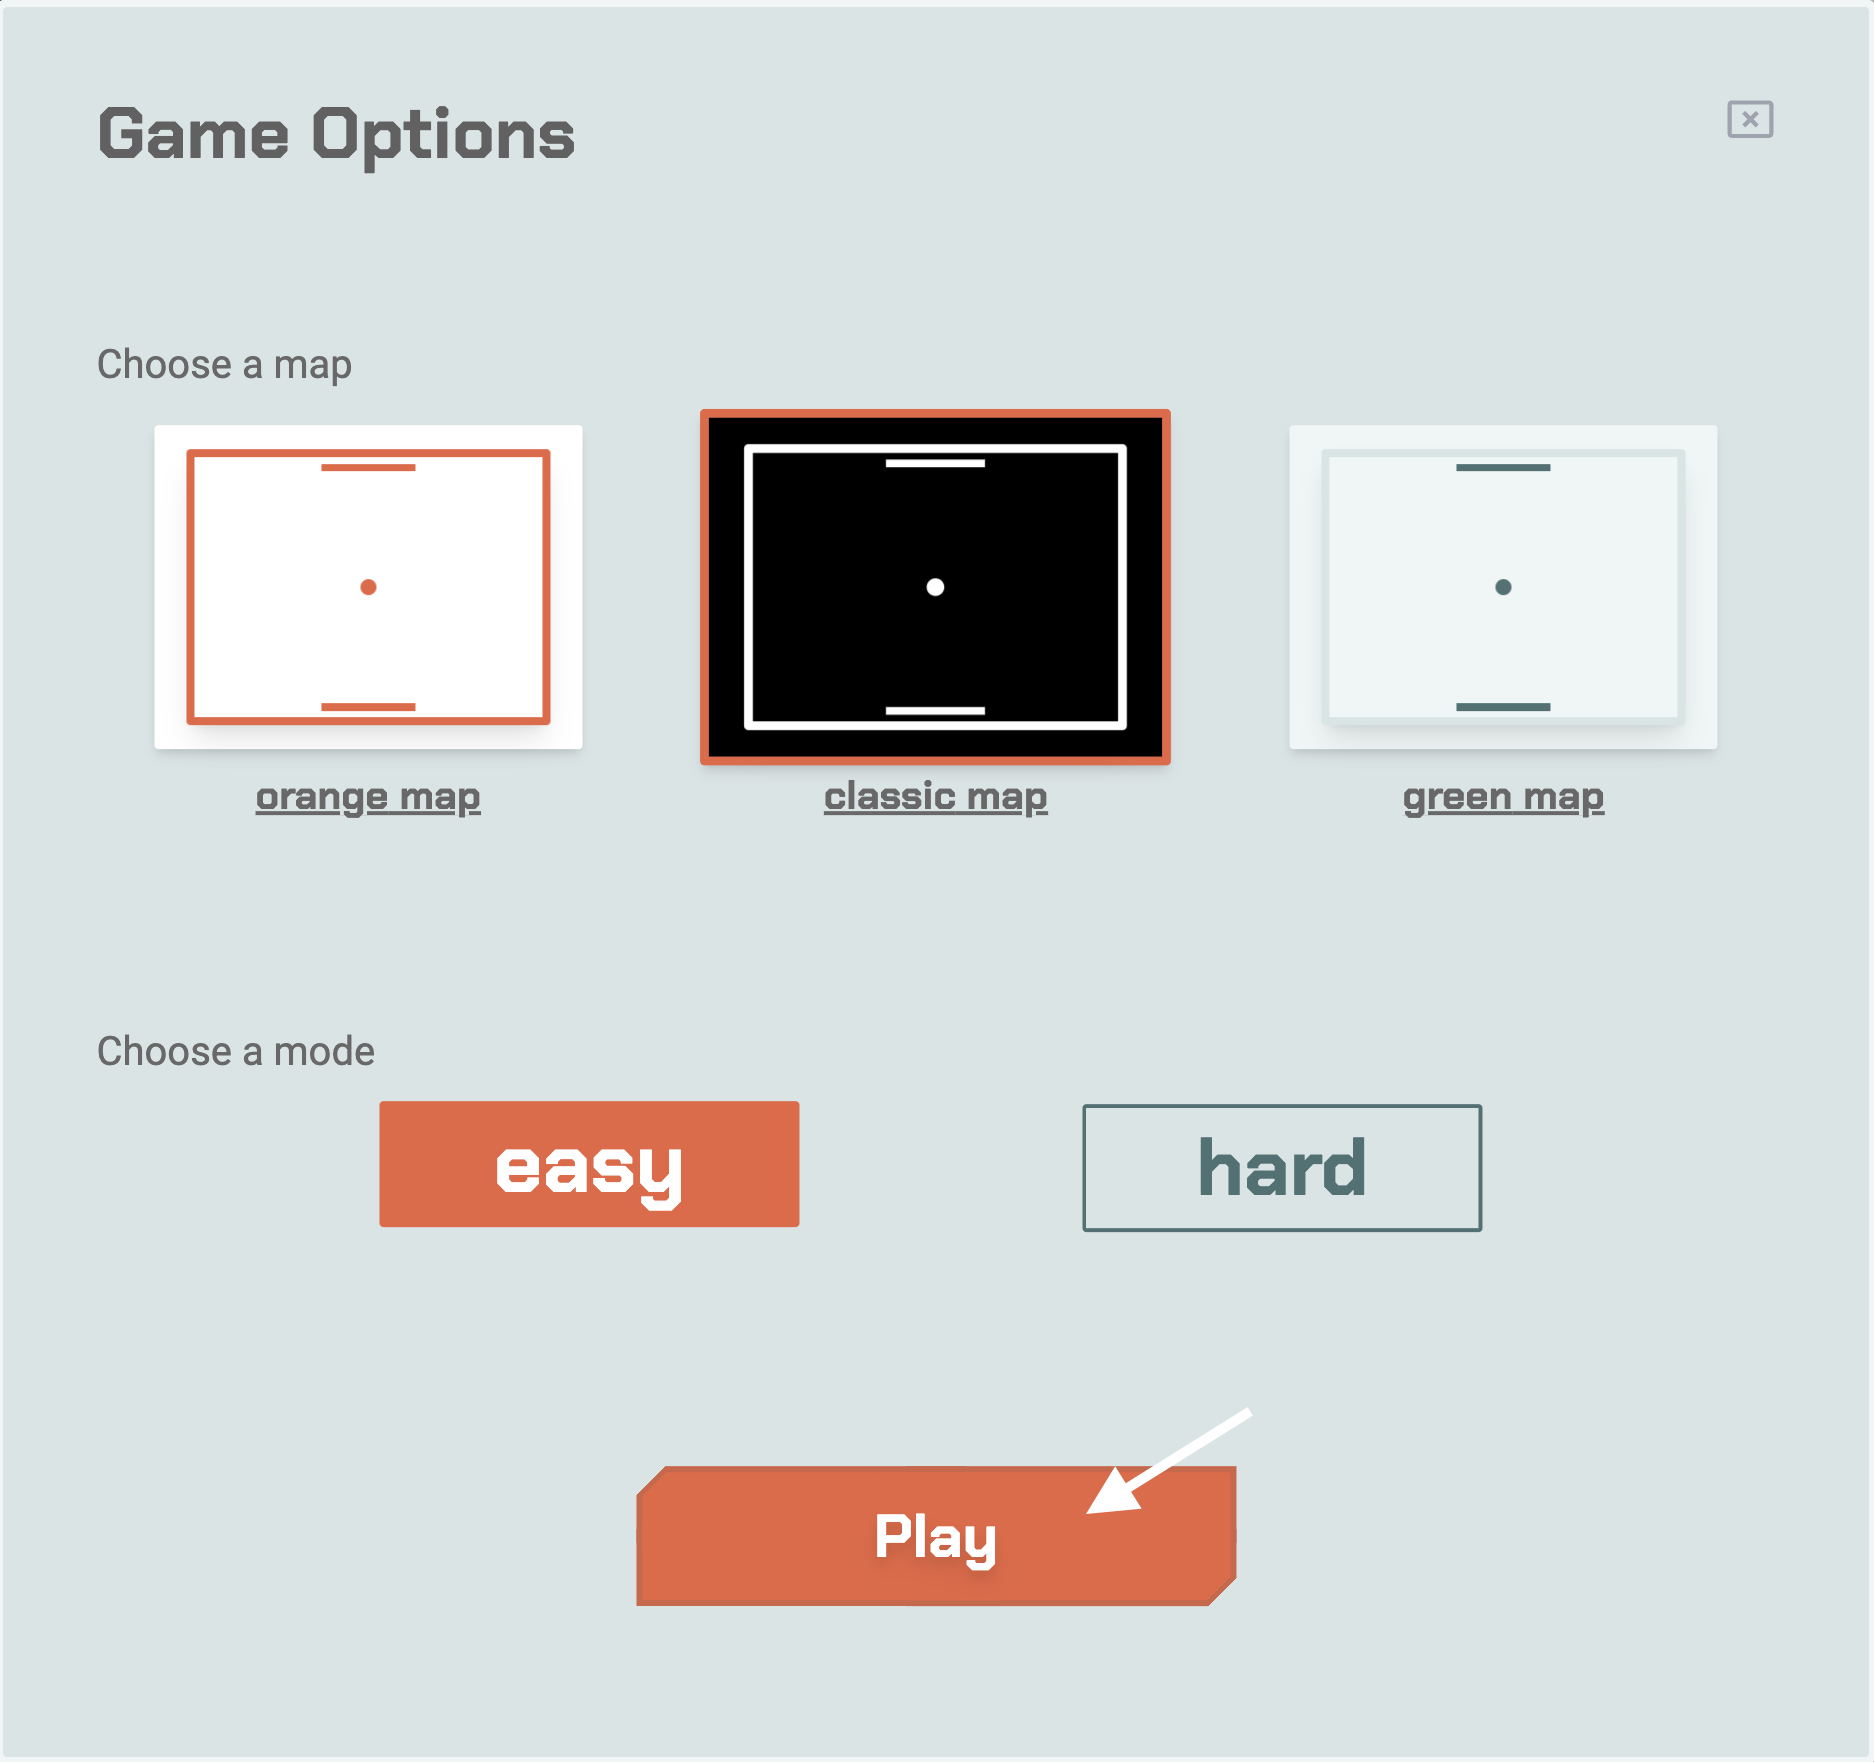 Game Options
Choose a map
orange map
classic map
green map
Choose a mode
easy
hard
Play